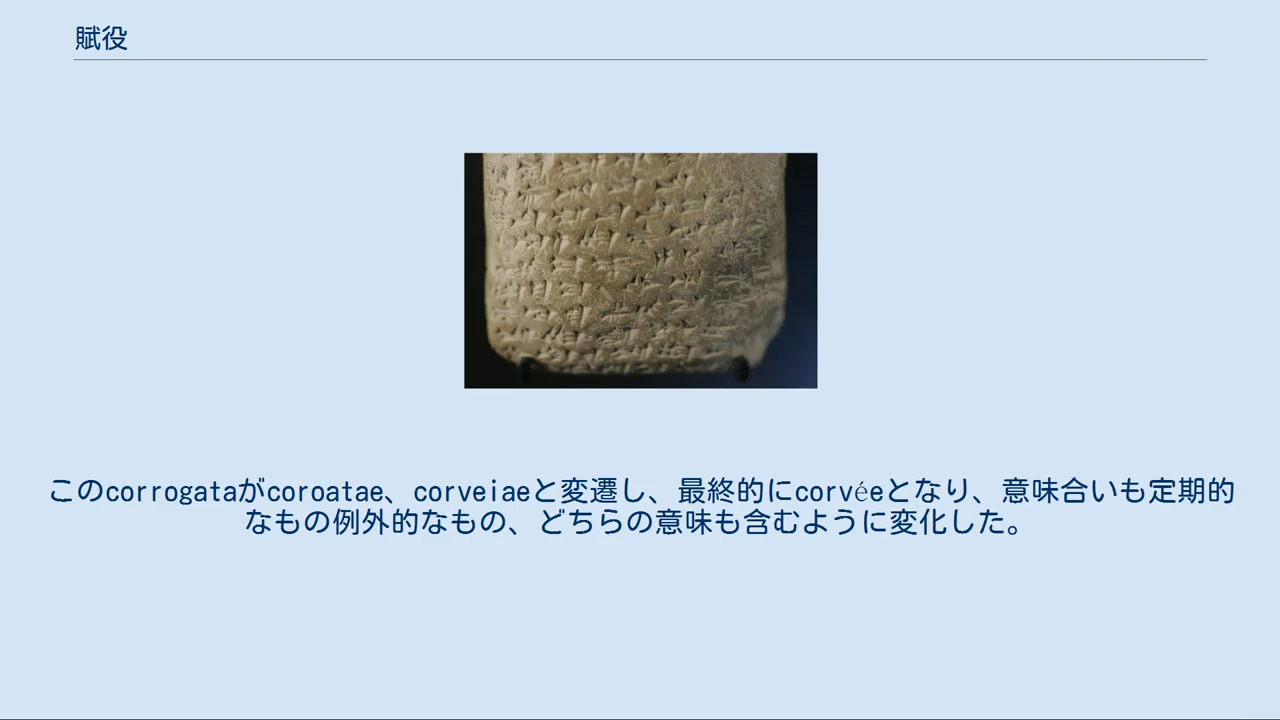 賦役
このcorrogataがcoroatae、corveiaeと変遷し、最終的にcorvéeとなり、意味合いも定期的
なもの例外的なもの、どちらの意味も含むように変化した。